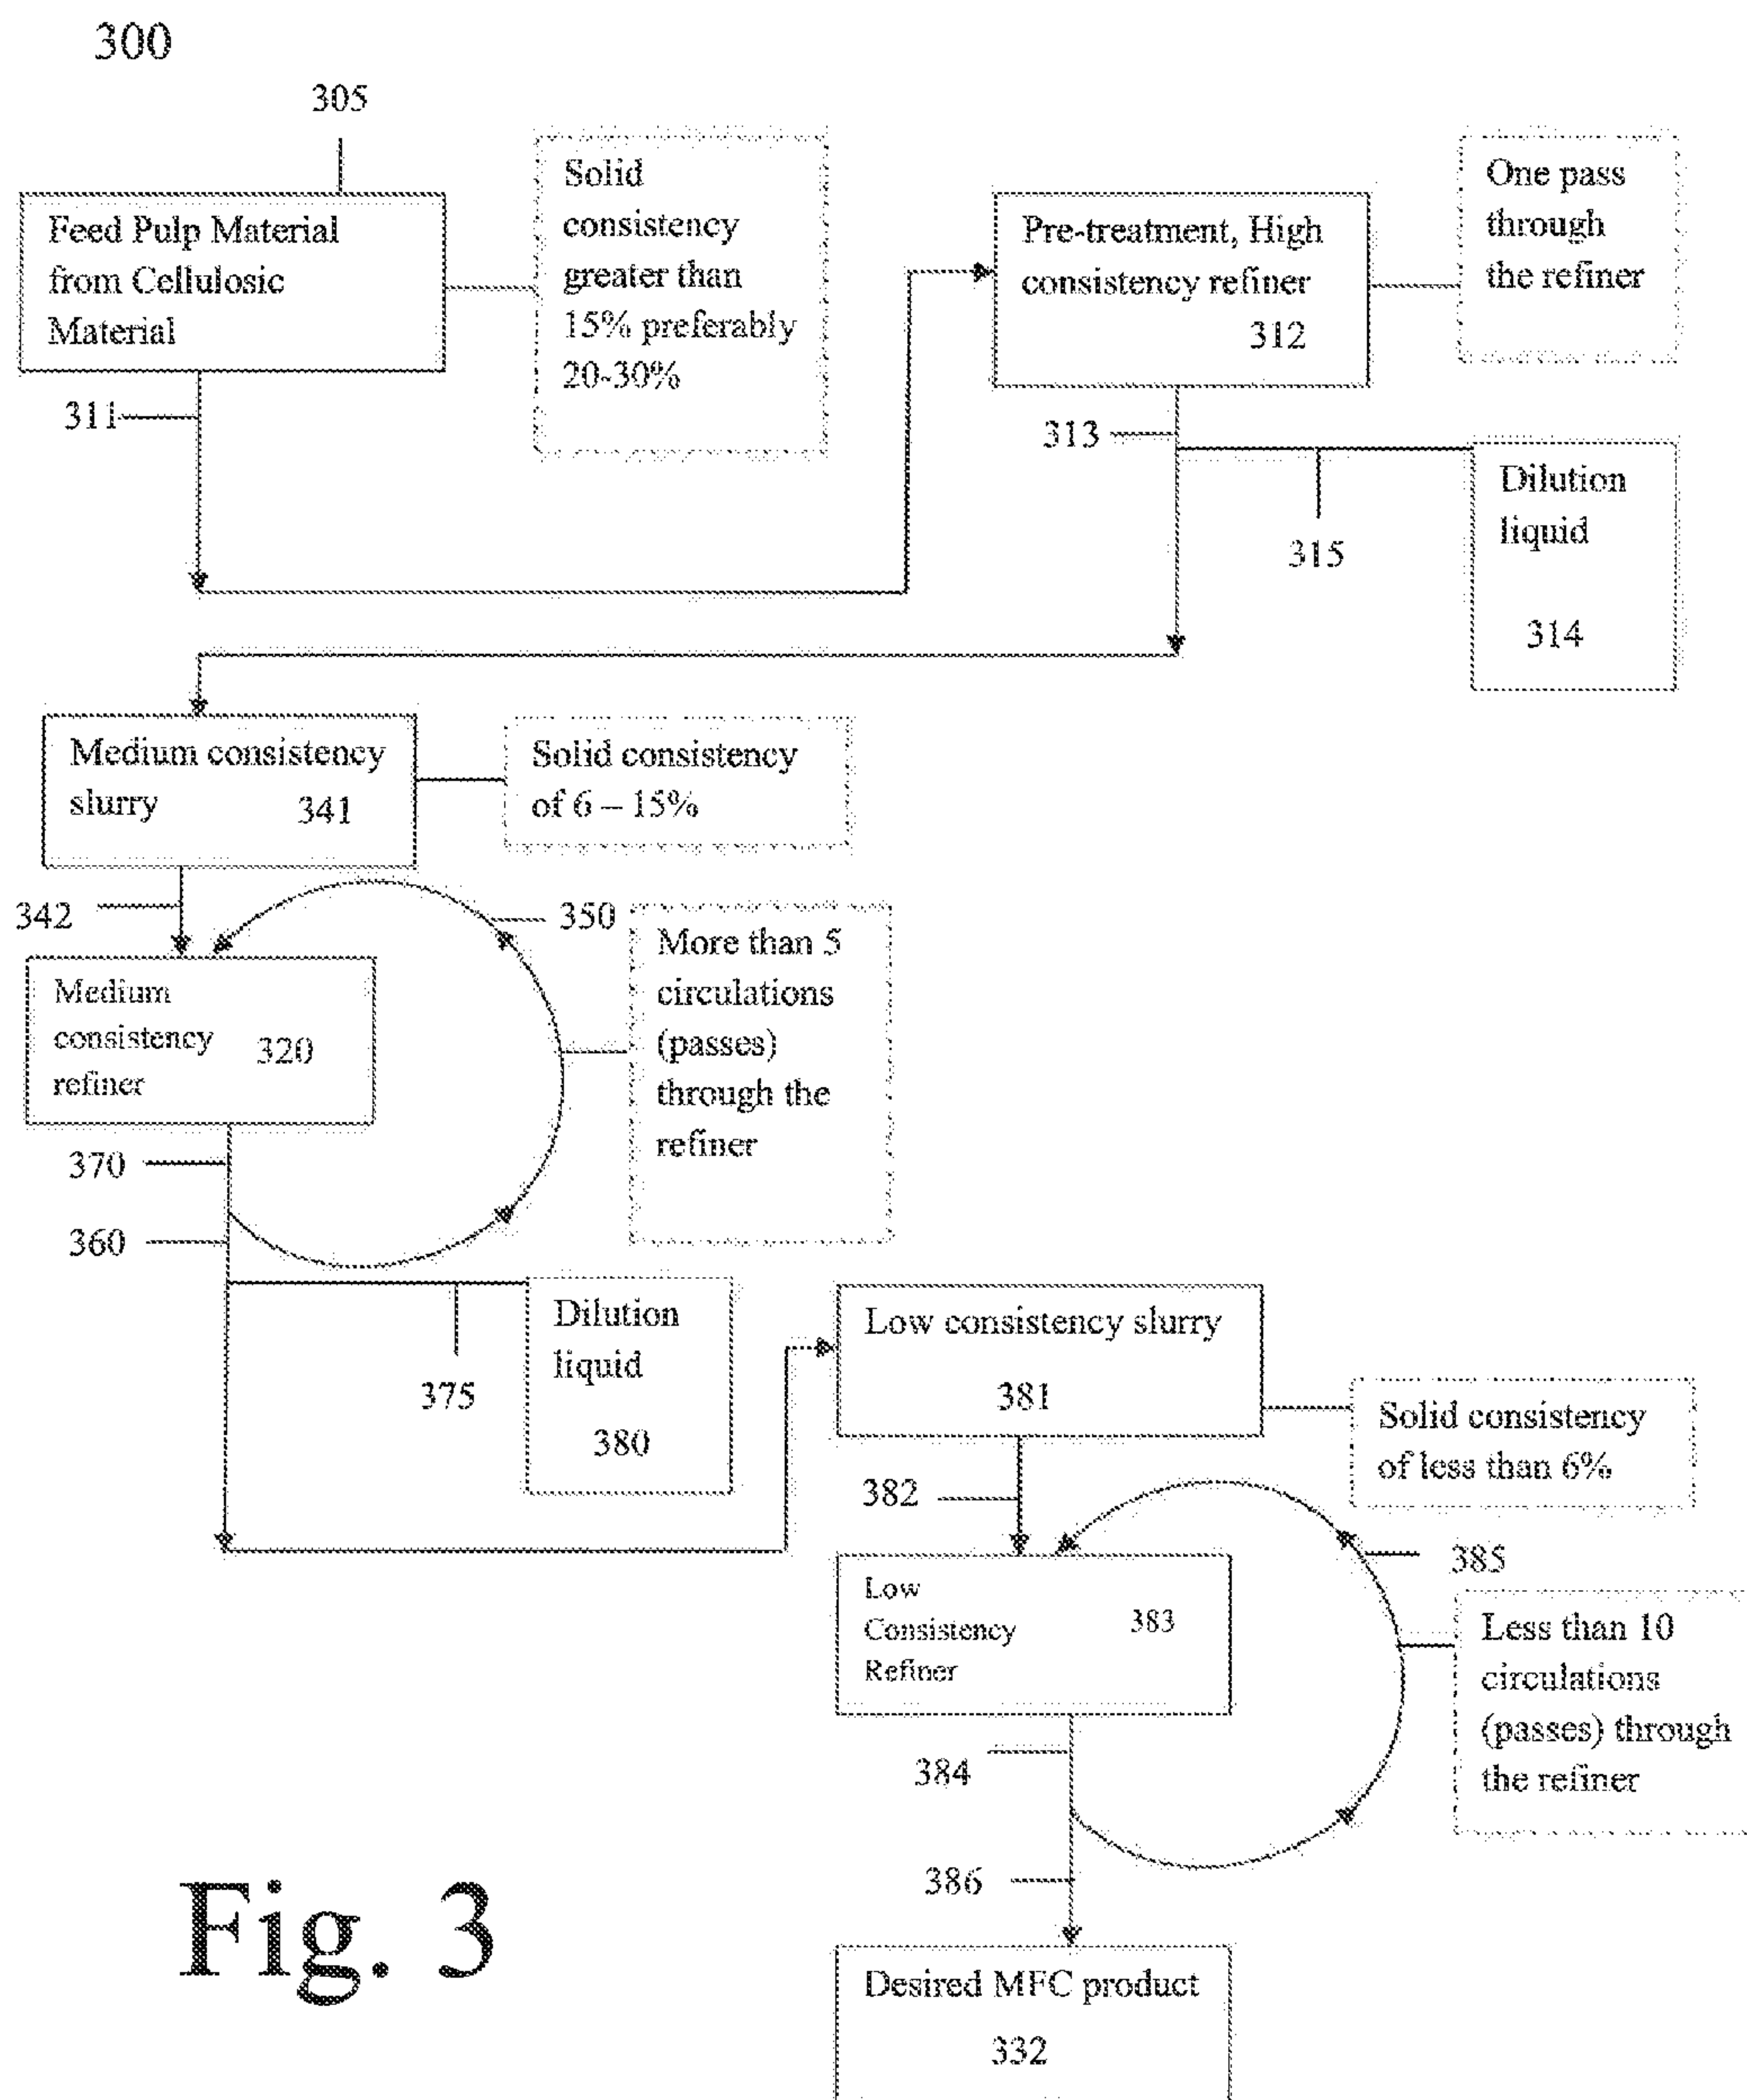 300
305
Feed Pulp Material
from Cellulosic
Material
Solid
consistency
greater than
15% preferably
20-30%
Pre-treatment, High
consistency refiner
312
One pass
through
the refiner
311
313
315
Dilution
liquid
314
Medium consistency
slurry 341
Solid consistency
of 6 – 15%
342
350
Medium
consistency 320
refiner
More than 5
circulations
(passes)
through the
refiner
370
360
375
Dilution
liquid
380
Low consistency slurry
381
Solid consistency
of less than 6%
382
385
Low
Consistency 383
Refiner
Less than 10
circulations
(passes) through
the refiner
384
386
Desired MFC product
332
Fig. 3